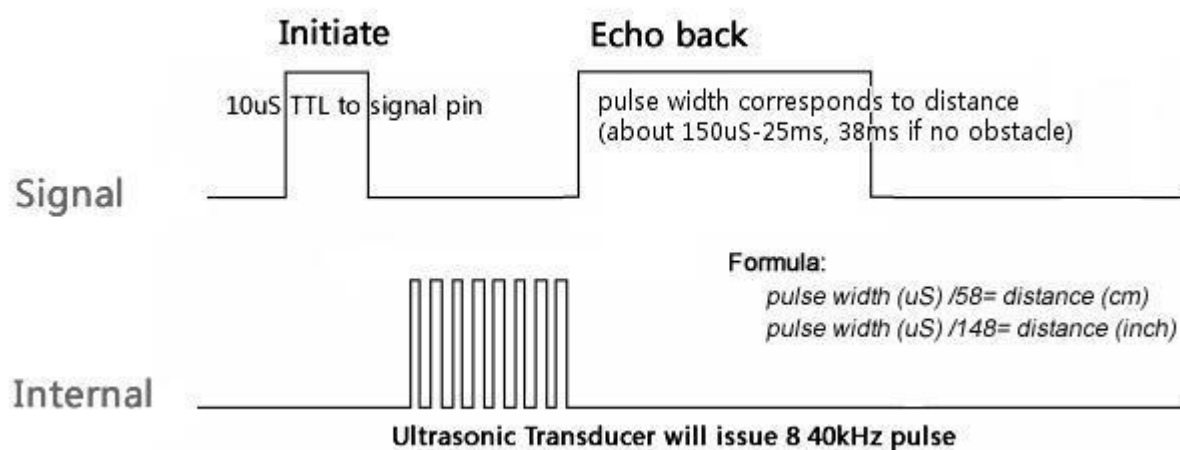 Initiate
Echo back
10uS TTL to signal pin
pulse width corresponds to distance
(about 150uS-25ms, 38ms if no obstacle)
Signal
Formula:
pulse width (uS) /58= distance (cm)
pulse width (uS) /148= distance (inch)
Internal
Ultrasonic Transducer will issue 8 40kHz pulse